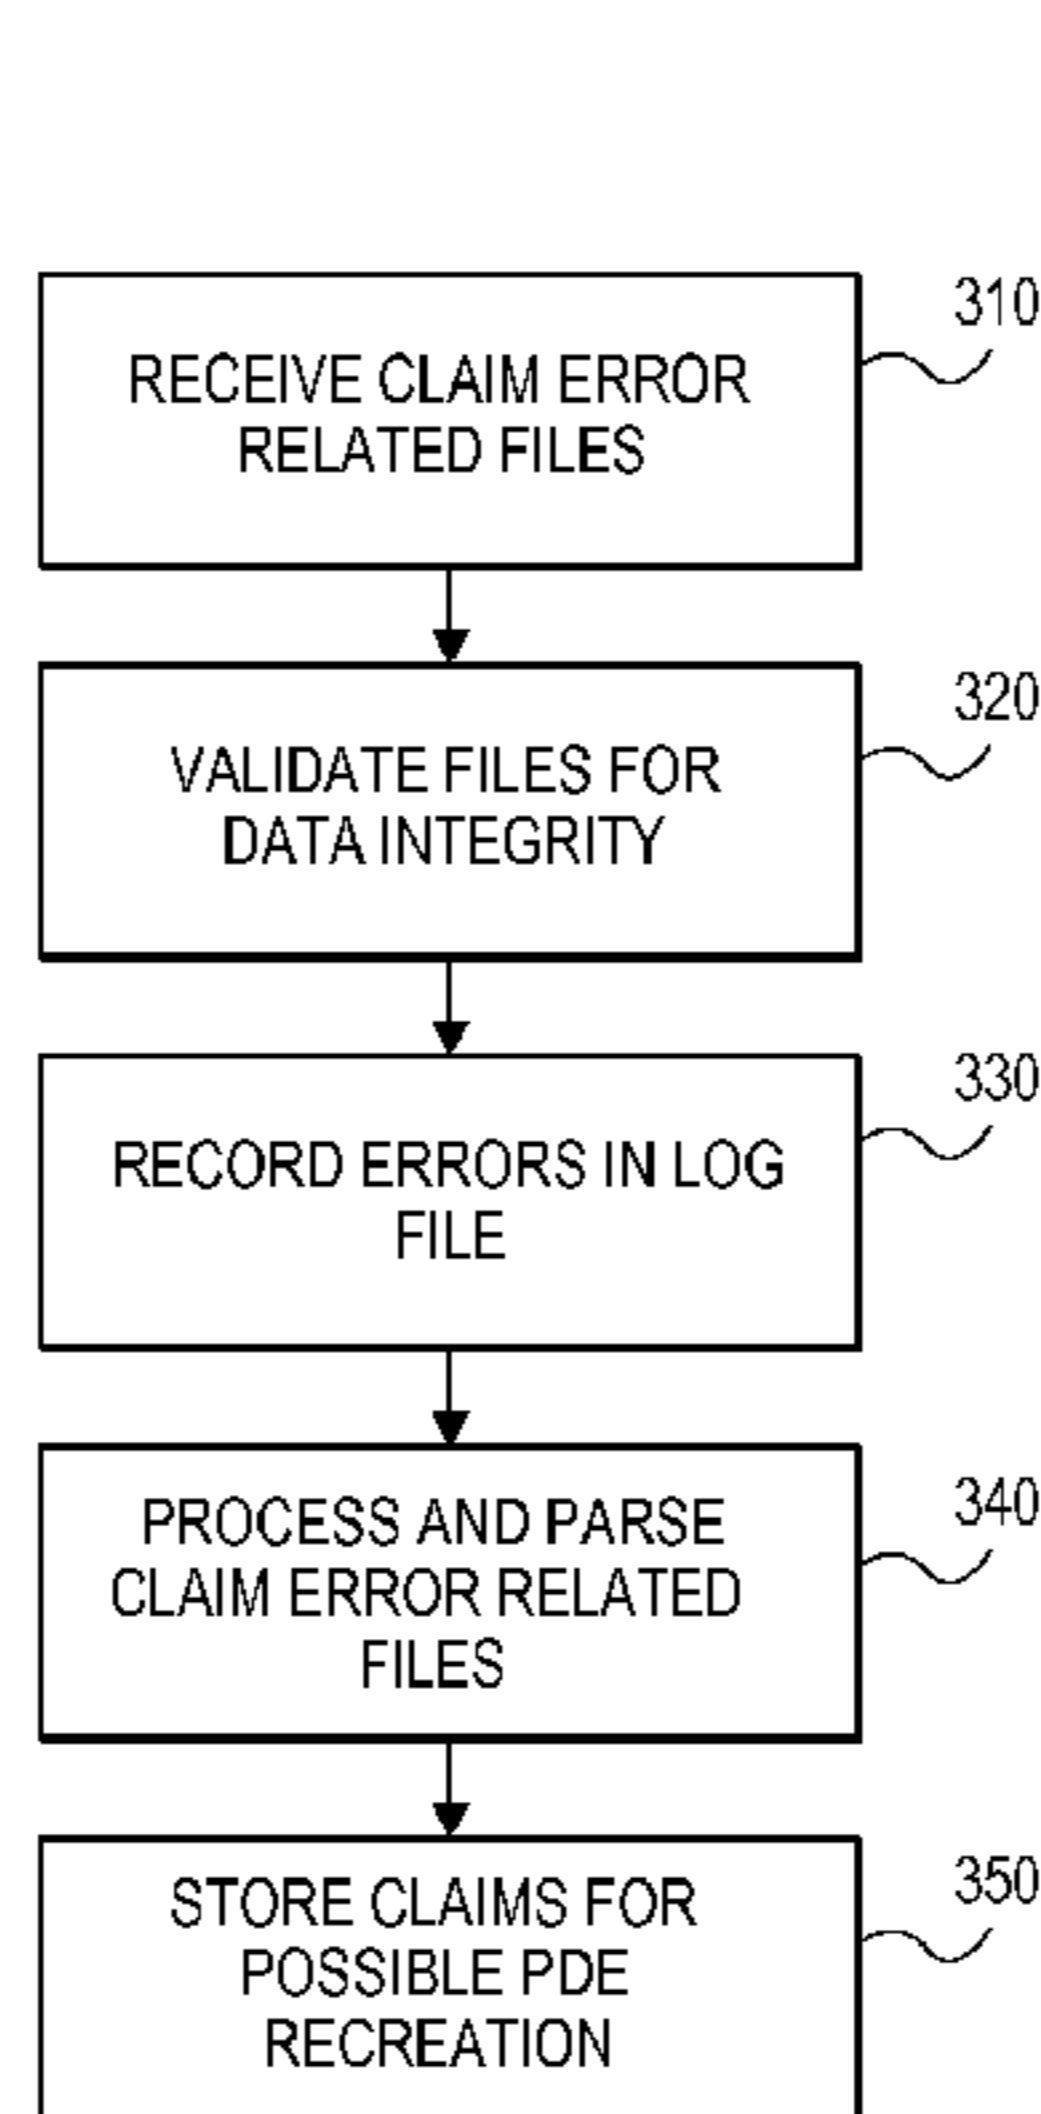 310
RECEIVE CLAIM ERROR
RELATED FILES
320
VALIDATE FILES FOR
DATA INTEGRITY
330
RECORD ERRORS IN LOG
FILE
340
PROCESS AND PARSE
CLAIM ERROR RELATED
FILES
350
STORE CLAIMS FOR
POSSIBLE PDE
RECREATION